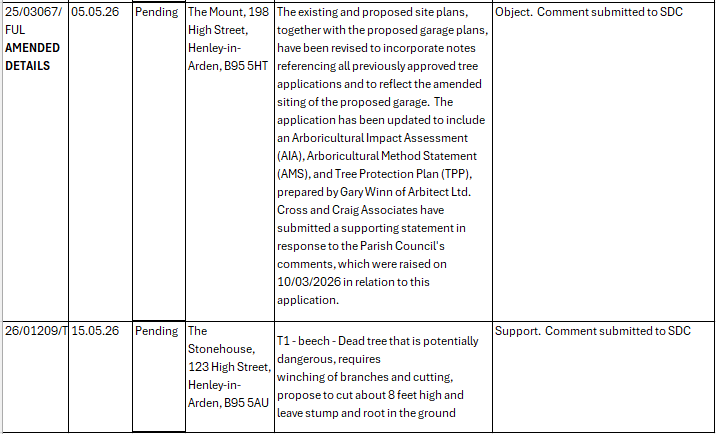 25/03067/
FUL
AMENDED
DETAILS
05.05.26
Pending
The Mount, 198
High Street,
Henley-in-
Arden, B95 5HT
The existing and proposed site plans,
together with the proposed garage plans,
have been revised to incorporate notes
referencing all previously approved tree
applications and to reflect the amended
siting of the proposed garage. The
application has been updated to include
an Arboricultural Impact Assessment
(AIA), Arboricultural Method Statement
(AMS), and Tree Protection Plan (TPP),
prepared by Gary Winn of Arbitect Ltd.
Cross and Craig Associates have
submitted a supporting statement in
response to the Parish Council's
comments, which were raised on
10/03/2026 in relation to this
application.
Object. Comment submitted to SDC
26/01209/T
15.05.26
Pending
The
Stonehouse,
123 High Street,
Henley-in-
Arden, B95 5AU
T1 - beech - Dead tree that is potentially
dangerous, requires
winching of branches and cutting,
propose to cut about 8 feet high and
leave stump and root in the ground
Support. Comment submitted to SDC